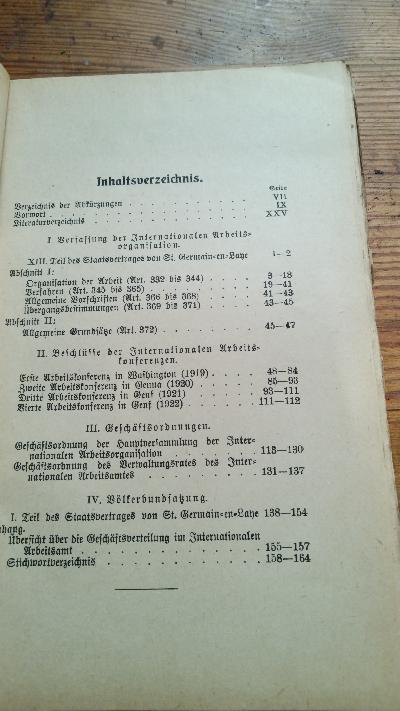 Inhaltsverzeichnis.
Seite
Verzeichnis der Abkürzungen . . . . . . . . . . VII
Vorwort . . . . . . . . . . . . . . . . IX
Literaturverzeichnis . . . . . . . . . . . . XXV
I. Verfassung der Internationalen Arbeits-
organisation.
XIII. Teil des Staatsvertrages von St. Germain-en-Laye 1—2
Abschnitt I:
Organisation der Arbeit (Art. 332 bis 344) . . . . 3—18
Verfahren (Art. 345 bis 365) . . . . . . . . 19—41
Allgemeine Vorschriften (Art. 366 bis 368) . . . . 41—43
Übergangsbestimmungen (Art. 369 bis 371) . . . . 43—45
Abschnitt II:
Allgemeine Grundsätze (Art. 372) . . . . . . . 45—47
II. Beschlüsse der Internationalen Arbeits-
konferenzen.
Erste Arbeitskonferenz in Washington (1919) . . . . 48—84
Zweite Arbeitskonferenz in Genua (1920) . . . . . 85—93
Dritte Arbeitskonferenz in Genf (1921) . . . . . 93—111
Vierte Arbeitskonferenz in Genf (1922) . . . . . 111—112
III. Geschäftsordnungen.
Geschäftsordnung der Hauptversammlung der Inter-
nationalen Arbeitsorganisation . . . . . . . 113—130
Geschäftsordnung des Verwaltungsrates des Inter-
nationalen Arbeitsamtes . . . . . . . . . 131—137
IV. Völkerbundsatzung.
I. Teil des Staatsvertrages von St. Germain-en-Laye 138—154
nhang.
Übersicht über die Geschäftsverteilung im Internationalen
Arbeitsamt . . . . . . . . . . . . . 155—157
Stichwortverzeichnis . . . . . . . . . . . 158—164